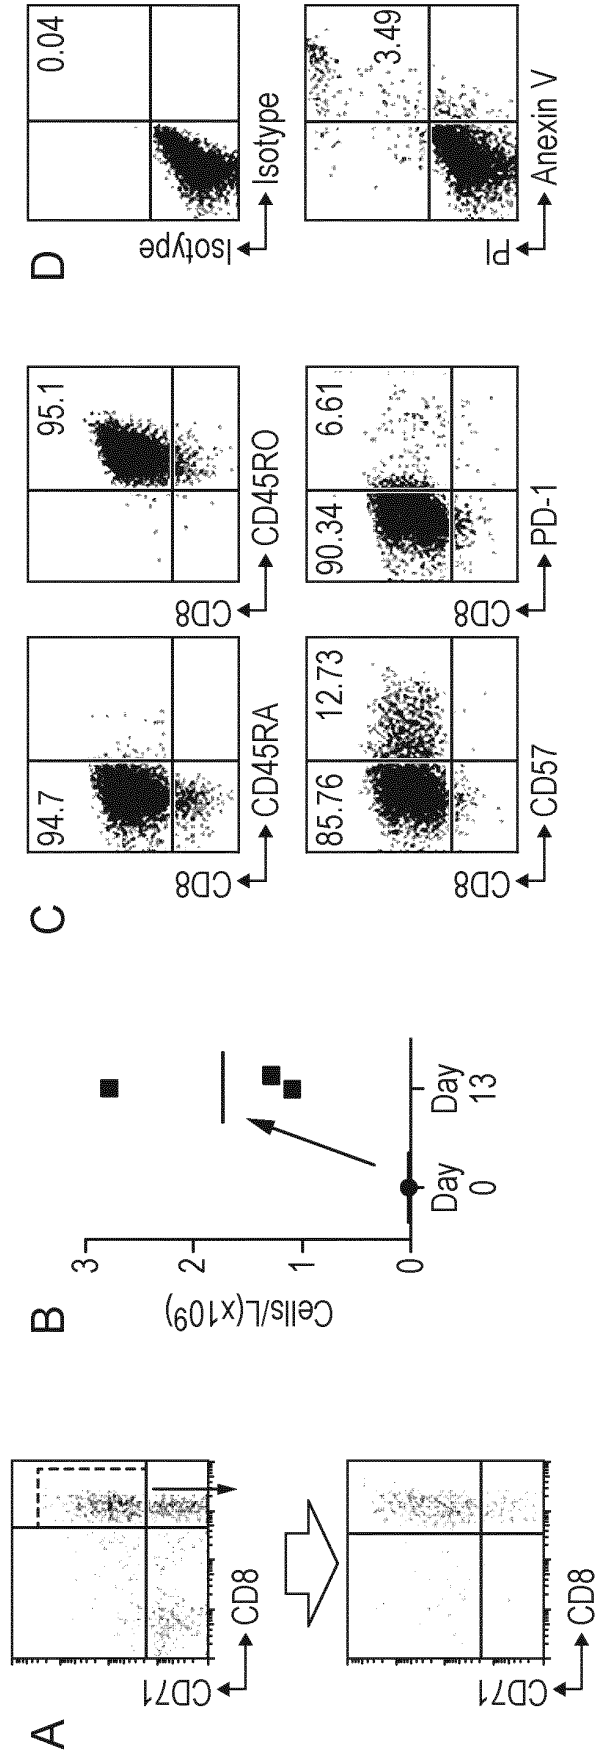 A
CD71
CD8
CD71
CD8
B
Cells/L(x10⁹)
3
2
1
0
Day 0
Day 13
C
94.7
CD8
CD45RA
95.1
CD8
CD45RO
85.76
12.73
CD8
CD57
90.34
6.61
CD8
PD-1
D
0.04
Isotype
Isotype
3.49
PI
Anexin V